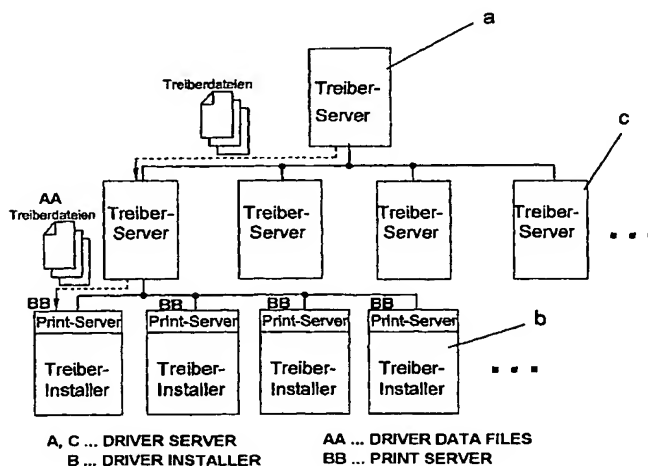 a
Treiberdateien
Treiber-
Server
c
AA
Treiberdateien
Treiber-
Server
Treiber-
Server
Treiber-
Server
Treiber-
Server
BB
BB
BB
BB
Print-Server
Print-Server
Print-Server
Print-Server
b
Treiber-
Installer
Treiber-
Installer
Treiber-
Installer
Treiber-
Installer
A, C ... DRIVER SERVER
AA ... DRIVER DATA FILES
B ... DRIVER INSTALLER
BB ... PRINT SERVER